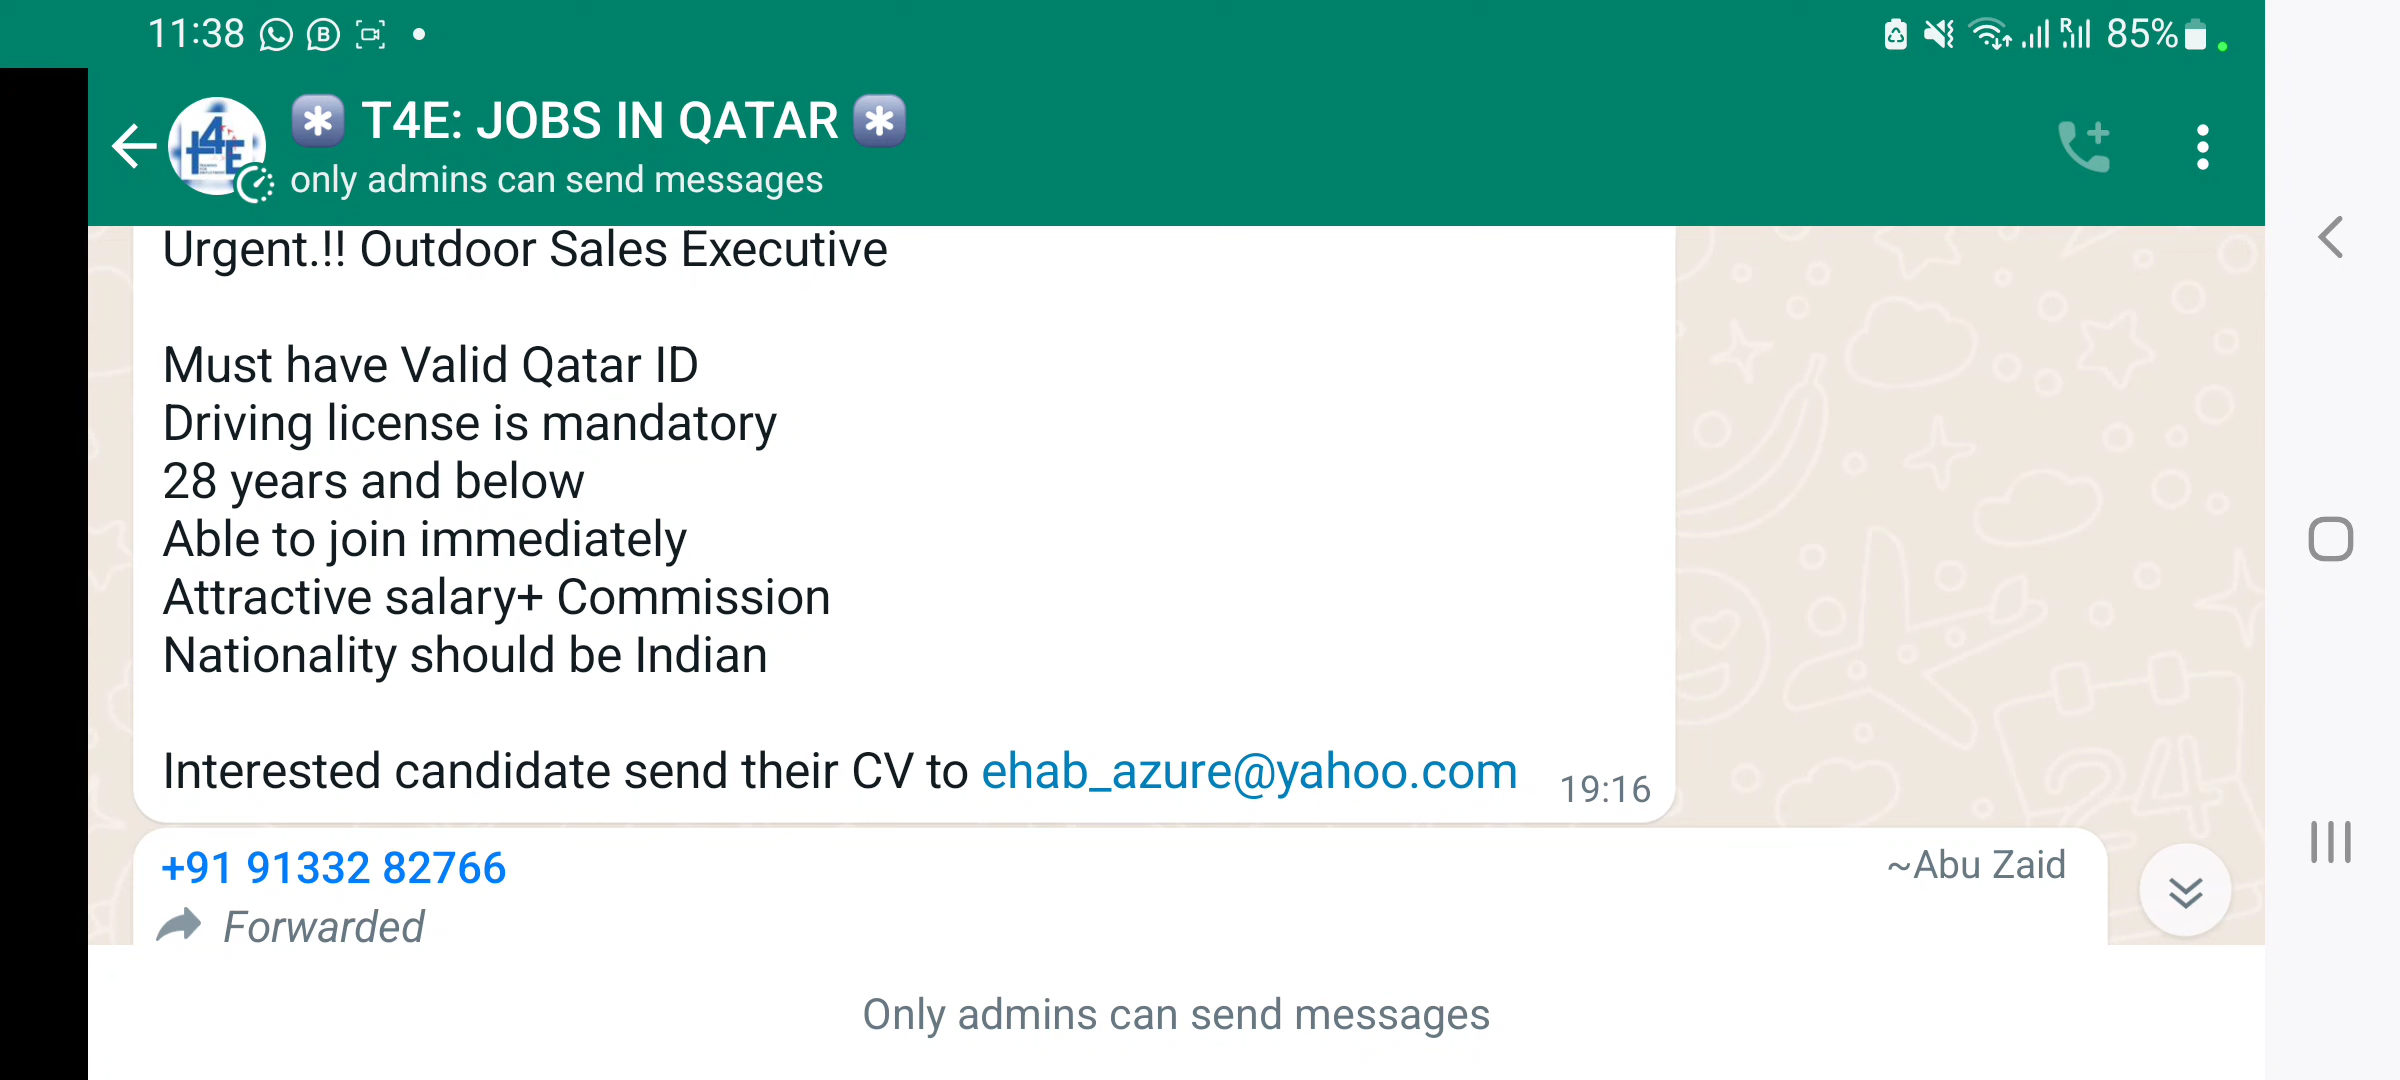 11:38
85%
T4E: JOBS IN QATAR
only admins can send messages
Urgent.!! Outdoor Sales Executive
Must have Valid Qatar ID
Driving license is mandatory
28 years and below
Able to join immediately
Attractive salary+ Commission
Nationality should be Indian
Interested candidate send their CV to ehab_azure@yahoo.com
19:16
+91 91332 82766
~Abu Zaid
Forwarded
Only admins can send messages